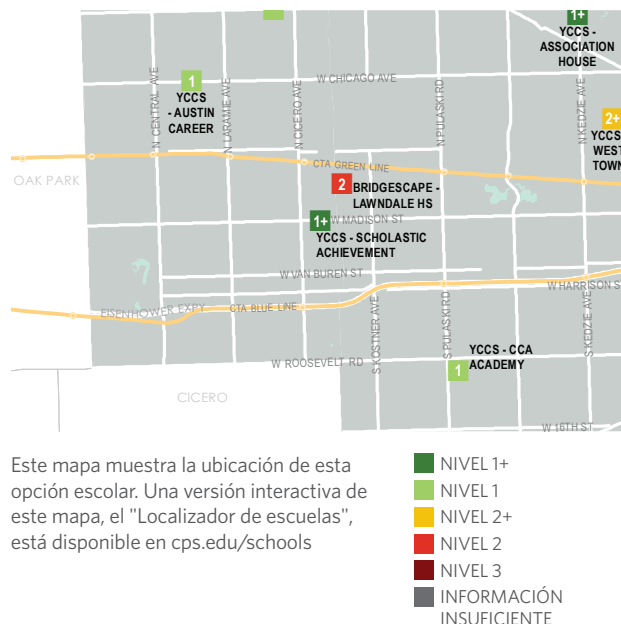 1+
YCCS -
ASSOCIATION
HOUSE
W CHICAGO AVE
1
YCCS
- AUSTIN
CAREER
N CENTRAL AVE
N LARAMIE AVE
N CICERO AVE
N PULASKI RD
N KEDZIE AVE
2+
YCCS
WEST
TOWN
CTA GREEN LINE
OAK PARK
2
BRIDGESCAPE -
LAWNDALE HS
1+
W MADISON ST
YCCS - SCHOLASTIC
ACHIEVEMENT
W VAN BUREN ST
W HARRISON S
EISENHOWER EXPY
CTA BLUE LINE
S KOSTNER AVE
S PULASKI RD
S KEDZIE AVE
YCCS - CCA
ACADEMY
W ROOSEVELT RD
1
CICERO
W 16TH ST
Este mapa muestra la ubicación de esta
opción escolar. Una versión interactiva de
este mapa, el "Localizador de escuelas",
está disponible en cps.edu/schools
NIVEL 1+
NIVEL 1
NIVEL 2+
NIVEL 2
NIVEL 3
INFORMACIÓN
INSUFICIENTE